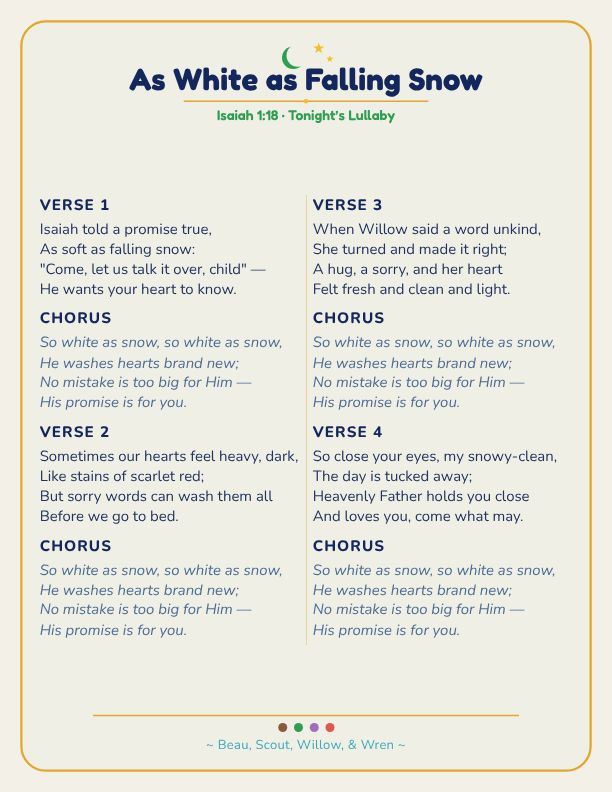 As White as Falling Snow
Isaiah 1:18 · Tonight's Lullaby
VERSE 1
Isaiah told a promise true,
As soft as falling snow:
"Come, let us talk it over, child" —
He wants your heart to know.
CHORUS
So white as snow, so white as snow,
He washes hearts brand new;
No mistake is too big for Him —
His promise is for you.
VERSE 2
Sometimes our hearts feel heavy, dark,
Like stains of scarlet red;
But sorry words can wash them all
Before we go to bed.
CHORUS
So white as snow, so white as snow,
He washes hearts brand new;
No mistake is too big for Him —
His promise is for you.
VERSE 3
When Willow said a word unkind,
She turned and made it right;
A hug, a sorry, and her heart
Felt fresh and clean and light.
CHORUS
So white as snow, so white as snow,
He washes hearts brand new;
No mistake is too big for Him —
His promise is for you.
VERSE 4
So close your eyes, my snowy-clean,
The day is tucked away;
Heavenly Father holds you close
And loves you, come what may.
CHORUS
So white as snow, so white as snow,
He washes hearts brand new;
No mistake is too big for Him —
His promise is for you.
~ Beau, Scout, Willow, & Wren ~